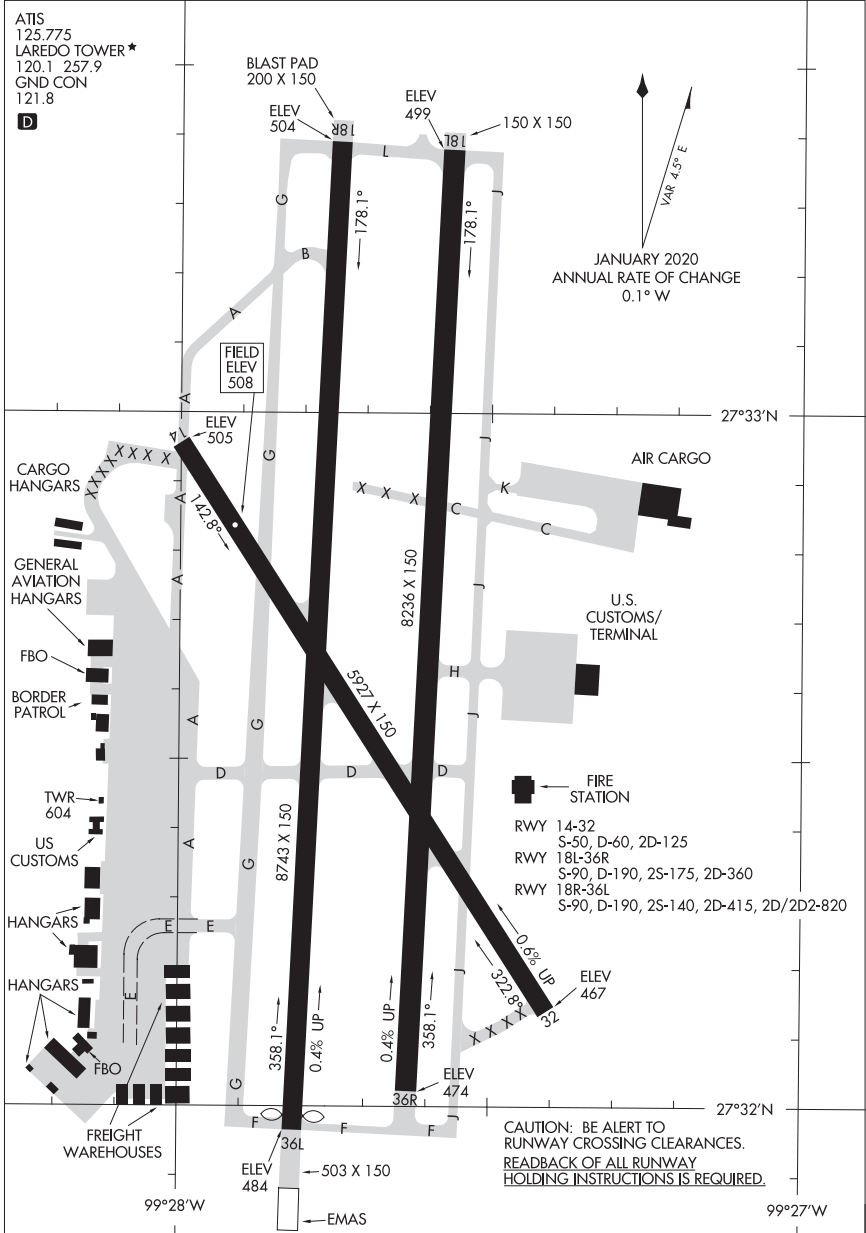 ATIS
125.775
LAREDO TOWER★
120.1 257.9
GND CON
121.8
D
BLAST PAD
200 X 150
ELEV
504
18R
ELEV
499
18L
150 X 150
L
J
G
178.1°
178.1°
B
A
VAR 4.5° E
JANUARY 2020
ANNUAL RATE OF CHANGE
0.1° W
FIELD
ELEV
508
A
27°33'N
ELEV
505
14
J
G
X X X X X X X
CARGO
HANGARS
AIR CARGO
K
X X X
C
C
A
142.8°
GENERAL
AVIATION
HANGARS
A
J
8236 X 150
U.S.
CUSTOMS/
TERMINAL
FBO
H
BORDER
PATROL
5927 X 150
A
G
J
D
D
D
TWR
604
US
CUSTOMS
A
FIRE
STATION
RWY 14-32
S-50, D-60, 2D-125
RWY 18L-36R
S-90, D-190, 2S-175, 2D-360
RWY 18R-36L
S-90, D-190, 2S-140, 2D-415, 2D/2D2-820
8743 X 150
G
HANGARS
E
E
0.6% UP
322.8°
J
ELEV
467
32
HANGARS
E
358.1°
0.4% UP
0.4% UP
358.1°
X X X X
FBO
G
ELEV
474
36R
27°32'N
F
F
F
J
36L
FREIGHT
WAREHOUSES
CAUTION: BE ALERT TO
RUNWAY CROSSING CLEARANCES.
READBACK OF ALL RUNWAY
HOLDING INSTRUCTIONS IS REQUIRED.
ELEV
484
503 X 150
EMAS
99°28'W
99°27'W